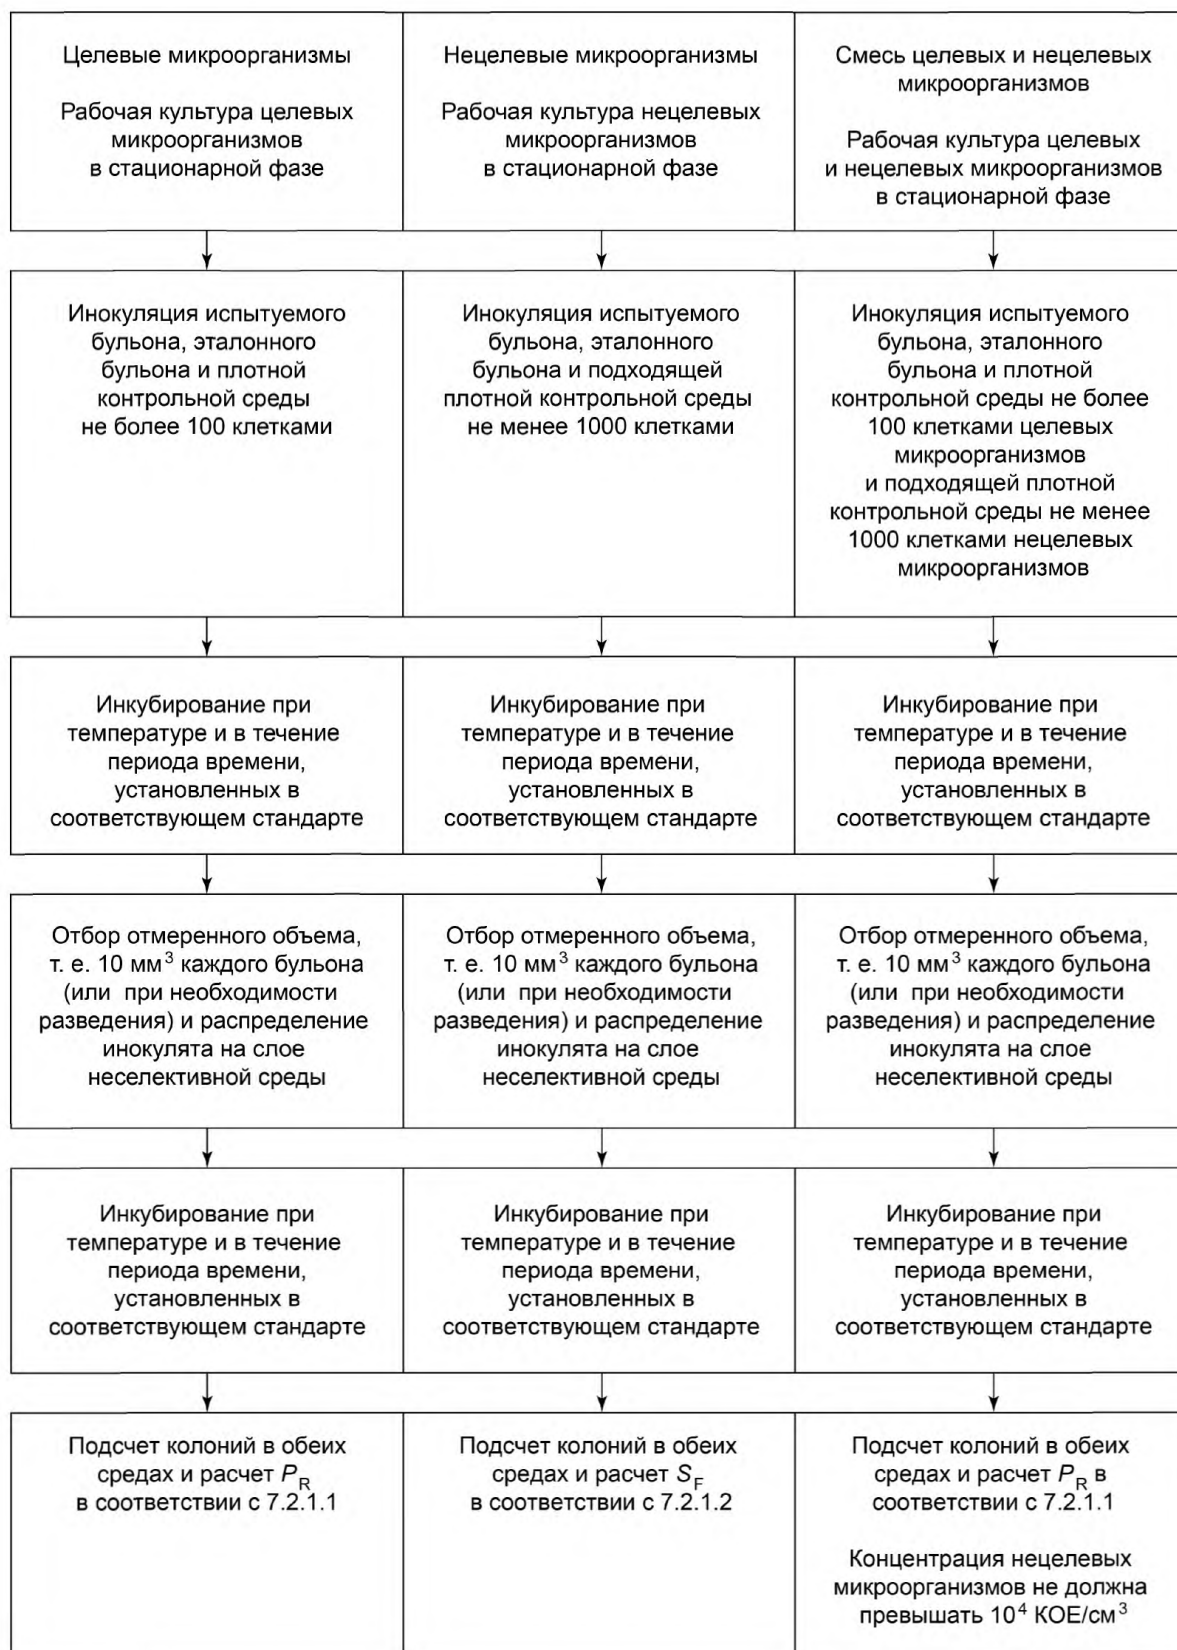 Целевые микроорганизмы
Рабочая культура целевых
микроорганизмов
в стационарной фазе
Нецелевые микроорганизмы
Рабочая культура нецелевых
микроорганизмов
в стационарной фазе
Смесь целевых и нецелевых
микроорганизмов
Рабочая культура целевых
и нецелевых микроорганизмов
в стационарной фазе
Инокуляция испытуемого
бульона, эталонного
бульона и плотной
контрольной среды
не более 100 клетками
Инокуляция испытуемого
бульона, эталонного
бульона и подходящей
плотной контрольной среды
не менее 1000 клетками
Инокуляция испытуемого
бульона, эталонного
бульона и плотной
контрольной среды не более
100 клетками целевых
микроорганизмов
и подходящей плотной
контрольной среды не менее
1000 клетками нецелевых
микроорганизмов
Инкубирование при
температуре и в течение
периода времени,
установленных в
соответствующем стандарте
Инкубирование при
температуре и в течение
периода времени,
установленных в
соответствующем стандарте
Инкубирование при
температуре и в течение
периода времени,
установленных в
соответствующем стандарте
Отбор отмеренного объема,
т. е. 10 мм³ каждого бульона
(или при необходимости
разведения) и распределение
инокулята на слое
неселективной среды
Отбор отмеренного объема,
т. е. 10 мм³ каждого бульона
(или при необходимости
разведения) и распределение
инокулята на слое
неселективной среды
Отбор отмеренного объема,
т. е. 10 мм³ каждого бульона
(или при необходимости
разведения) и распределение
инокулята на слое
неселективной среды
Инкубирование при
температуре и в течение
периода времени,
установленных в
соответствующем стандарте
Инкубирование при
температуре и в течение
периода времени,
установленных в
соответствующем стандарте
Инкубирование при
температуре и в течение
периода времени,
установленных в
соответствующем стандарте
Подсчет колоний в обеих
средах и расчет P_R
в соответствии с 7.2.1.1
Подсчет колоний в обеих
средах и расчет S_F
в соответствии с 7.2.1.2
Подсчет колоний в обеих
средах и расчет P_R в
соответствии с 7.2.1.1
Концентрация нецелевых
микроорганизмов не должна
превышать 10⁴ КОЕ/см³